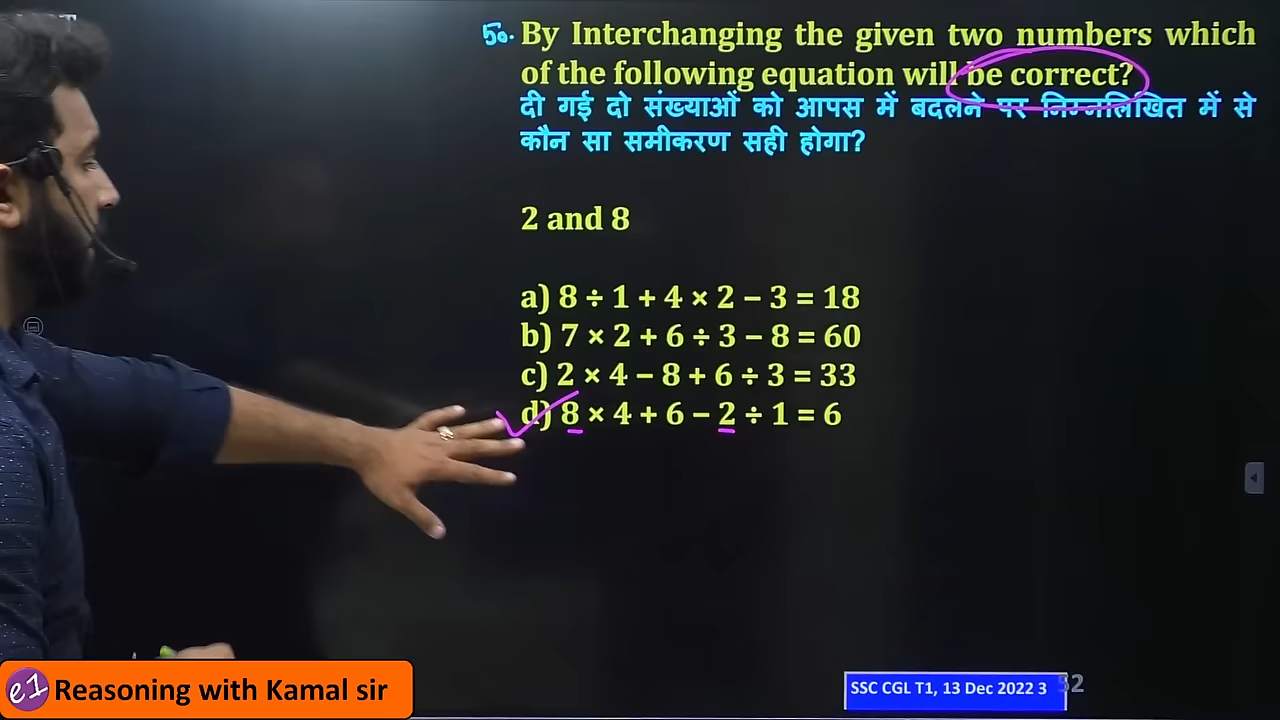 50. By Interchanging the given two numbers which
of the following equation will be correct?
दी गई दो संख्याओं को आपस में बदलने पर निम्नलिखित में से
कौन सा समीकरण सही होगा?
2 and 8
a) 8 ÷ 1 + 4 × 2 – 3 = 18
b) 7 × 2 + 6 ÷ 3 – 8 = 60
c) 2 × 4 – 8 + 6 ÷ 3 = 33
d) 8 × 4 + 6 – 2 ÷ 1 = 6
e1 Reasoning with Kamal sir
SSC CGL T1, 13 Dec 2022 3
52